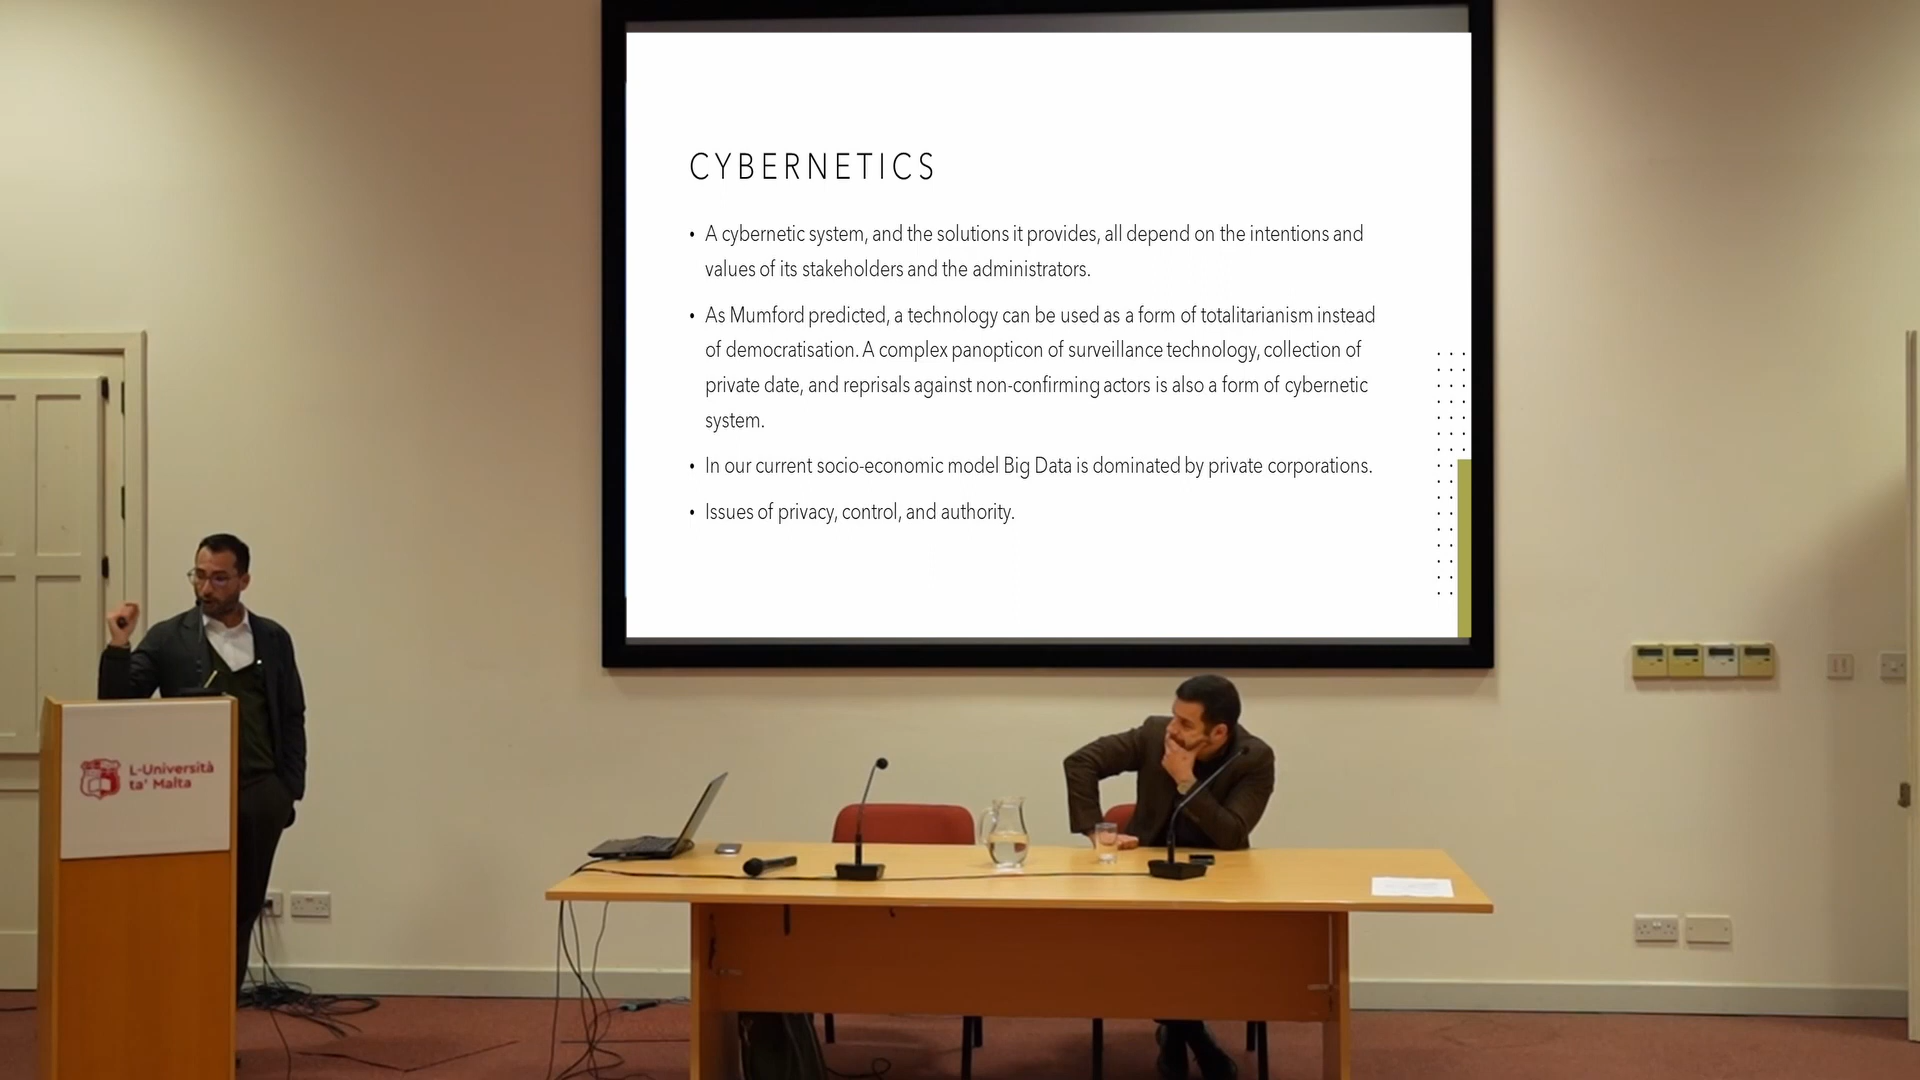 CYBERNETICS
• A cybernetic system, and the solutions it provides, all depend on the intentions and
values of its stakeholders and the administrators.
• As Mumford predicted, a technology can be used as a form of totalitarianism instead
of democratisation. A complex panopticon of surveillance technology, collection of
private date, and reprisals against non-confirming actors is also a form of cybernetic
system.
• In our current socio-economic model Big Data is dominated by private corporations.
• Issues of privacy, control, and authority.
L-Università
ta' Malta